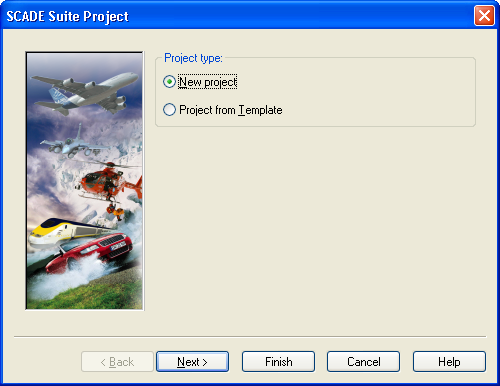 SCADE Suite Project
Project type:
New project
Project from Template
< Back Next > Finish Cancel Help